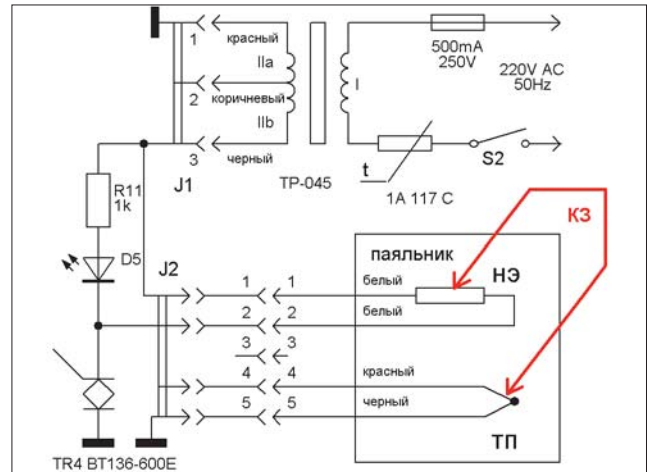 1
красный
IIa
2
коричневый
IIb
3
черный
J1
TP-045
I
500mA
250V
220V AC
50Hz
S2
t
1A 117 C
R11
1k
D5
J2
КЗ
паяльник
НЭ
1 1
белый
2 2
белый
3 3
4 4
красный
5 5
черный
ТП
TR4 BT136-600E